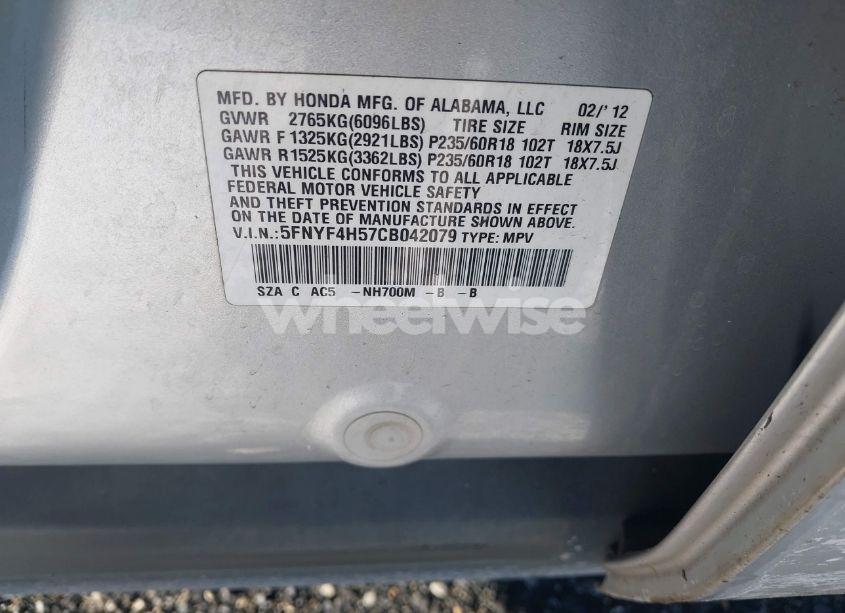 MFD. BY HONDA MFG. OF ALABAMA, LLC 02/'12
GVWR 2765KG(6096LBS) TIRE SIZE RIM SIZE
GAWR F1325KG(2921LBS) P235/60R18 102T 18X7.5J
GAWR R1525KG(3362LBS) P235/60R18 102T 18X7.5J
THIS VEHICLE CONFORMS TO ALL APPLICABLE
FEDERAL MOTOR VEHICLE SAFETY
AND THEFT PREVENTION STANDARDS IN EFFECT
ON THE DATE OF MANUFACTURE SHOWN ABOVE.
V.I.N.:5FNYF4H57CB042079 TYPE: MPV
SZA C AC5 -NH700M -B -B
wheelwise